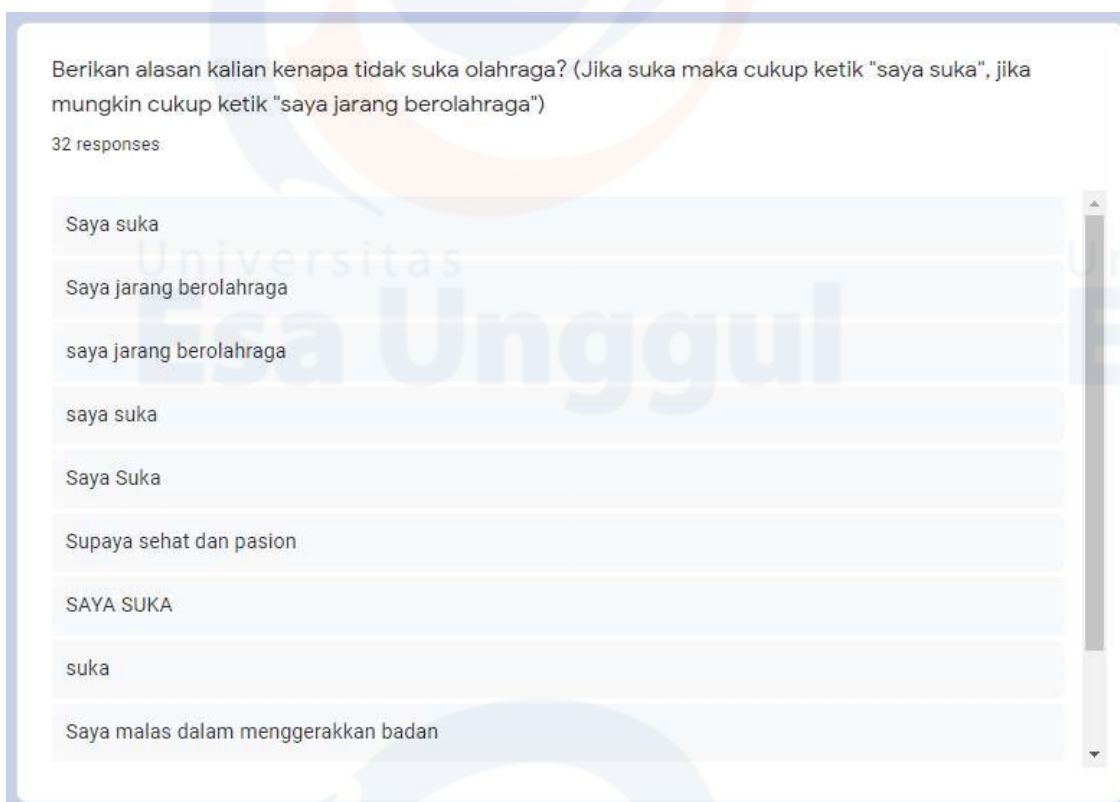 Berikan alasan kalian kenapa tidak suka olahraga? (Jika suka maka cukup ketik "saya suka", jika
mungkin cukup ketik "saya jarang berolahraga")
32 responses
Saya suka
Universitas
Esa Unggul
Saya jarang berolahraga
saya jarang berolahraga
saya suka
Saya Suka
Supaya sehat dan pasion
SAYA SUKA
suka
Saya malas dalam menggerakkan badan